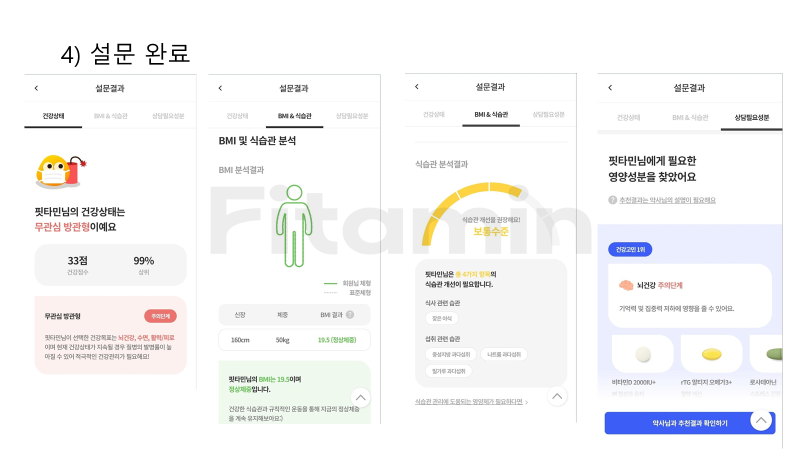 4) 설문 완료
설문결과
건강상태
BMI & 식습관
상담필요성분
핏타민님의 건강상태는
무관심 방관형이예요
33점
99%
건강점수
상위
무관심 방관형
주의단계
핏타민님이 선택한 건강목표는 뇌건강, 수면, 활력/피로
이며 현재 건강상태가 지속될 경우 질병의 발병률이 높
아질 수 있어 적극적인 건강관리가 필요해요!
설문결과
건강상태
BMI & 식습관
상담필요성분
BMI 및 식습관 분석
BMI 분석결과
회원님 체형
표준체형
신장
체중
BMI 결과 ?
160cm
50kg
19.5 (정상체중)
핏타민님의 BMI는 19.5이며
정상체중입니다.
건강한 식습관과 규칙적인 운동을 통해 지금의 정상체중
을 계속 유지해보아요:)
설문결과
건강상태
BMI & 식습관
상담필요성분
식습관 분석결과
식습관 개선을 권장해요!
보통수준
핏타민님은 총 4가지 항목의
식습관 개선이 필요합니다.
식사 관련 습관
잦은 야식
섭취 관련 습관
동성지방 과다섭취
나트륨 과다섭취
밀가루 과다섭취
식습관 관리에 도움되는 영양제가 필요하다면 >
설문결과
건강상태
BMI & 식습관
상담필요성분
핏타민님에게 필요한
영양성분을 찾았어요
? 추천결과는 약사님의 설명이 필요해요
건강고민 1위
뇌건강 주의단계
기억력 및 집중력 저하에 영향을 줄 수 있어요.
비타민D 2000IU+
rTG 알티지 오메가3+
로사데아닌
약사님과 추천결과 확인하기
Fitamin